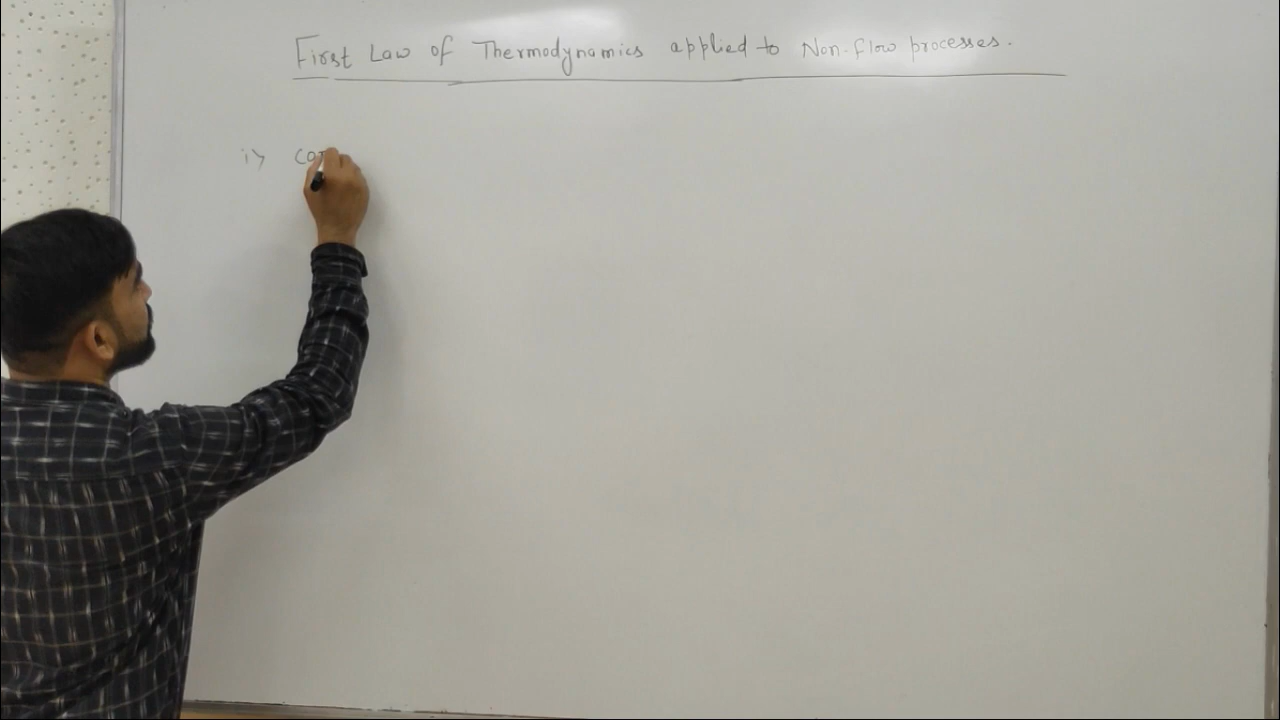 First Law of Thermodynamics applied to Non-flow processes.
i> Co